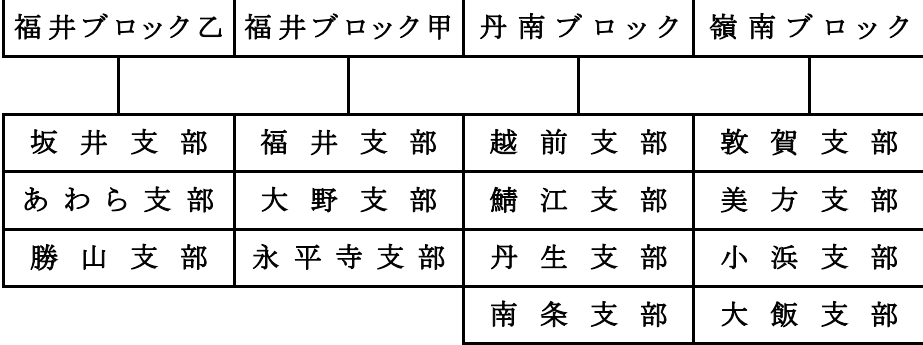 福井ブロック乙 福井ブロック甲 丹南ブロック 嶺南ブロック
坂井支部 福井支部 越前支部 敦賀支部
あわら支部 大野支部 鯖江支部 美方支部
勝山支部 永平寺支部 丹生支部 小浜支部
南条支部 大飯支部